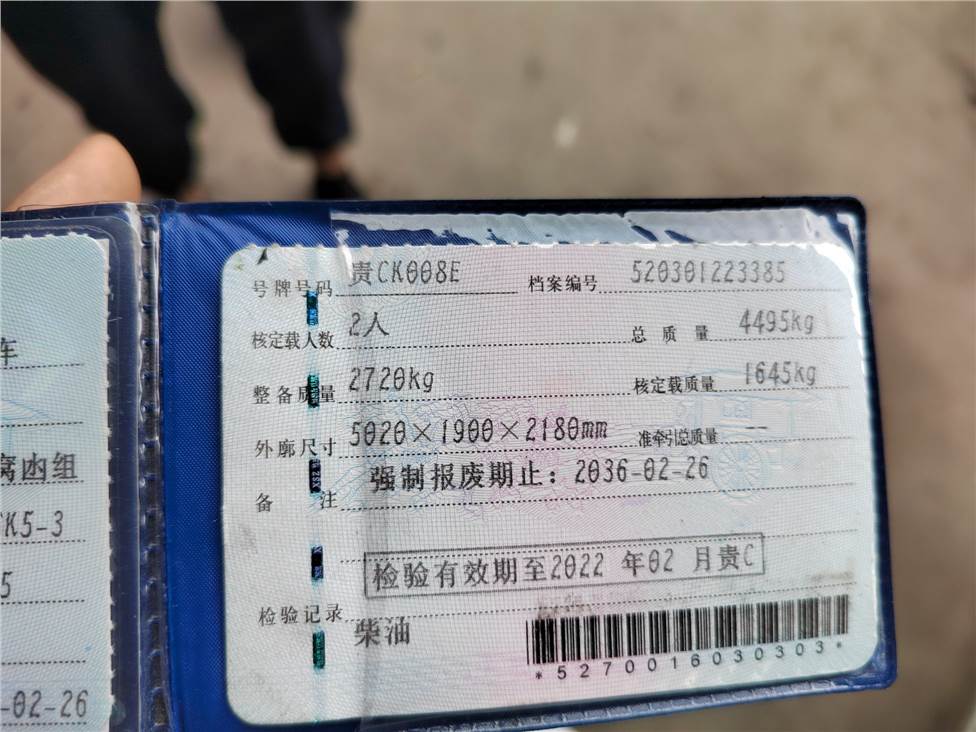 车
窝凼组
K5-3
5
-02-26
号牌号码 贵CK008E 档案编号 520301223385
核定载人数 2人 总质量 4495kg
整备质量 2720kg 核定载质量 1645kg
外廓尺寸 5020×1900×2180mm 准牵引总质量 --
备注 强制报废期止：2036-02-26
检验有效期至2022 年02 月贵C
检验记录
柴油
*5270016030303*